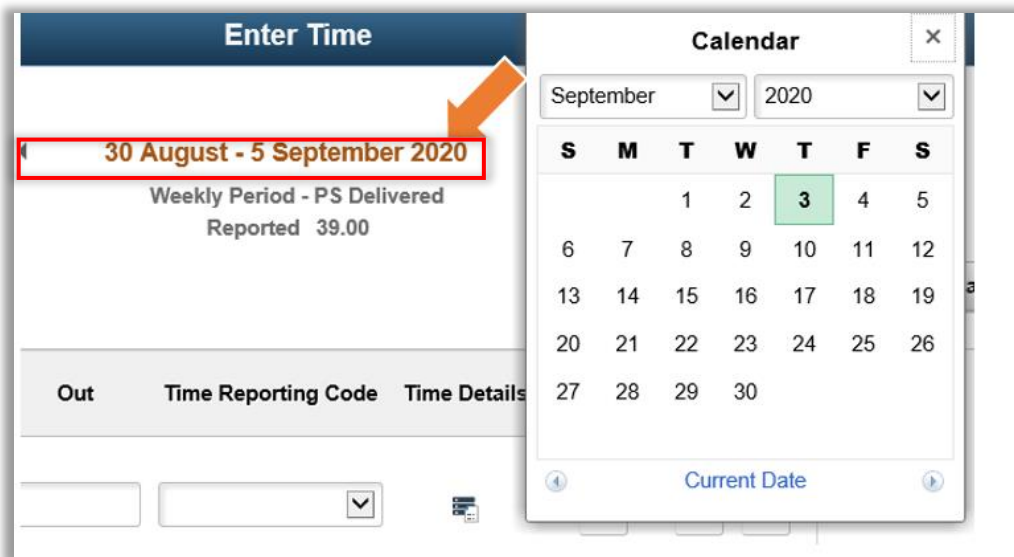 Enter Time
30 August - 5 September 2020
Weekly Period - PS Delivered
Reported 39.00
Out Time Reporting Code Time Details
Calendar
September 2020
S M T W T F S
1 2 3 4 5
6 7 8 9 10 11 12
13 14 15 16 17 18 19
20 21 22 23 24 25 26
27 28 29 30
Current Date